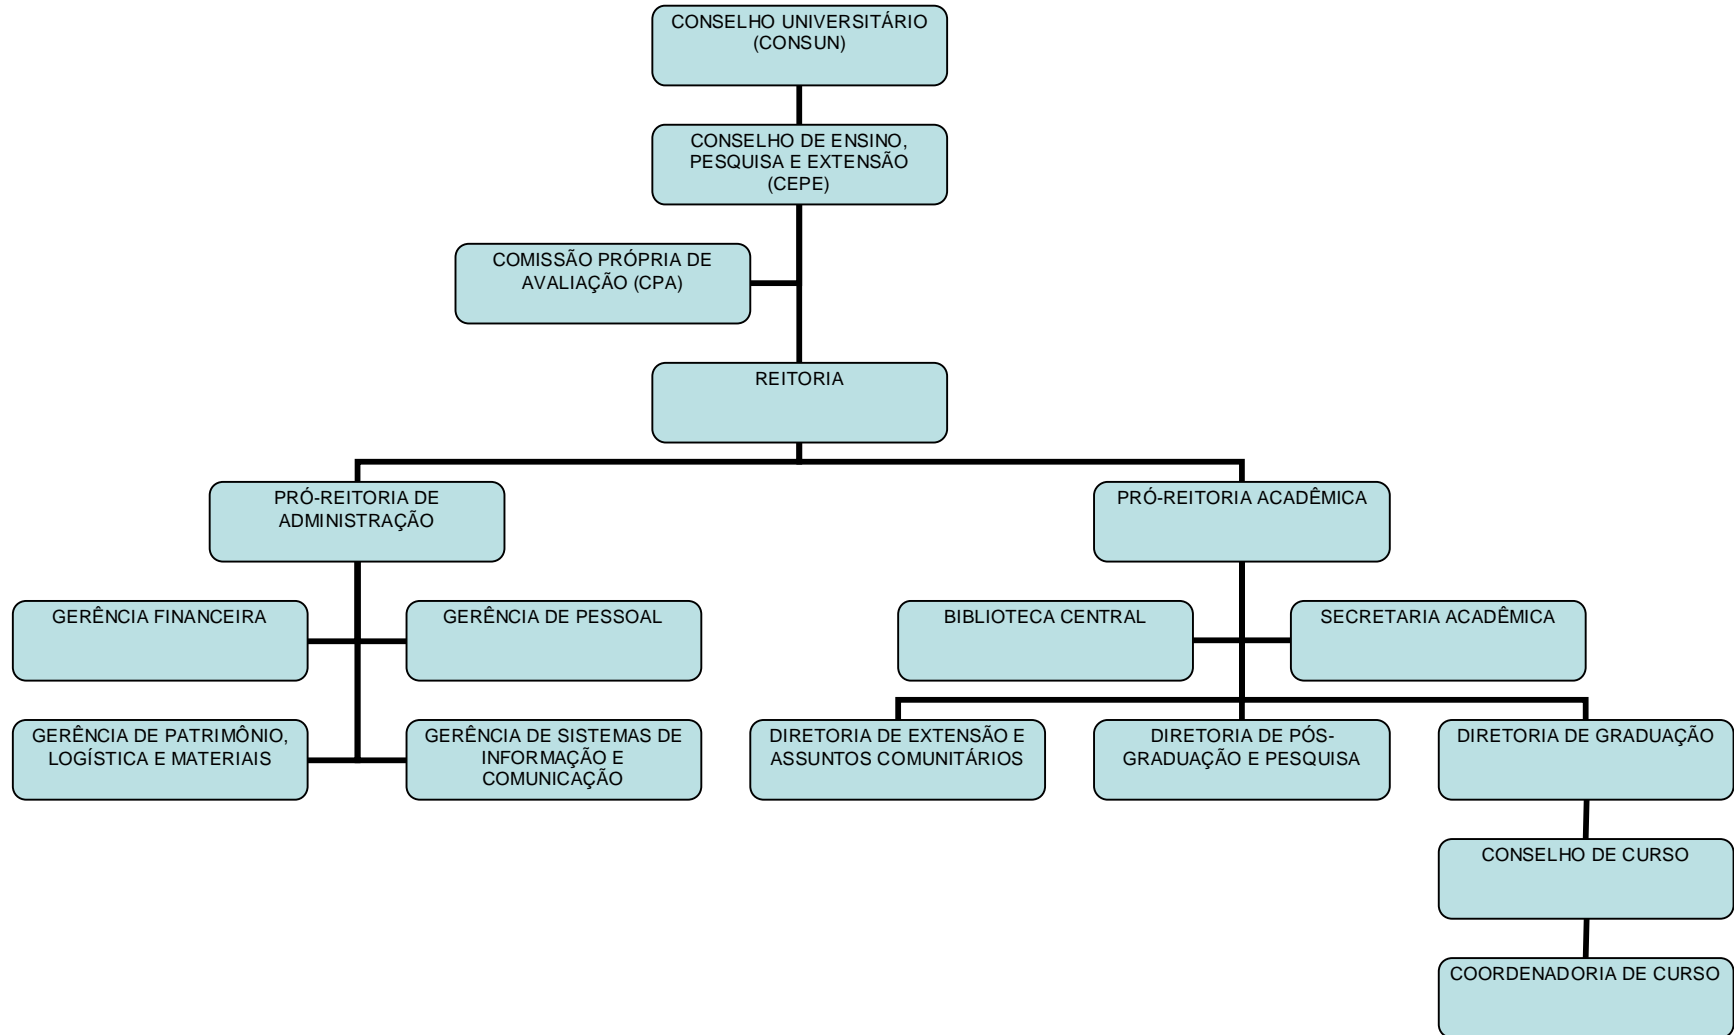 CONSELHO UNIVERSITÁRIO
(CONSUN)
CONSELHO DE ENSINO,
PESQUISA E EXTENSÃO
(CEPE)
COMISSÃO PRÓPRIA DE
AVALIAÇÃO (CPA)
REITORIA
PRÓ-REITORIA DE
ADMINISTRAÇÃO
PRÓ-REITORIA ACADÊMICA
GERÊNCIA FINANCEIRA
GERÊNCIA DE PESSOAL
BIBLIOTECA CENTRAL
SECRETARIA ACADÊMICA
GERÊNCIA DE PATRIMÔNIO,
LOGÍSTICA E MATERIAIS
GERÊNCIA DE SISTEMAS DE
INFORMAÇÃO E
COMUNICAÇÃO
DIRETORIA DE EXTENSÃO E
ASSUNTOS COMUNITÁRIOS
DIRETORIA DE PÓS-
GRADUAÇÃO E PESQUISA
DIRETORIA DE GRADUAÇÃO
CONSELHO DE CURSO
COORDENADORIA DE CURSO